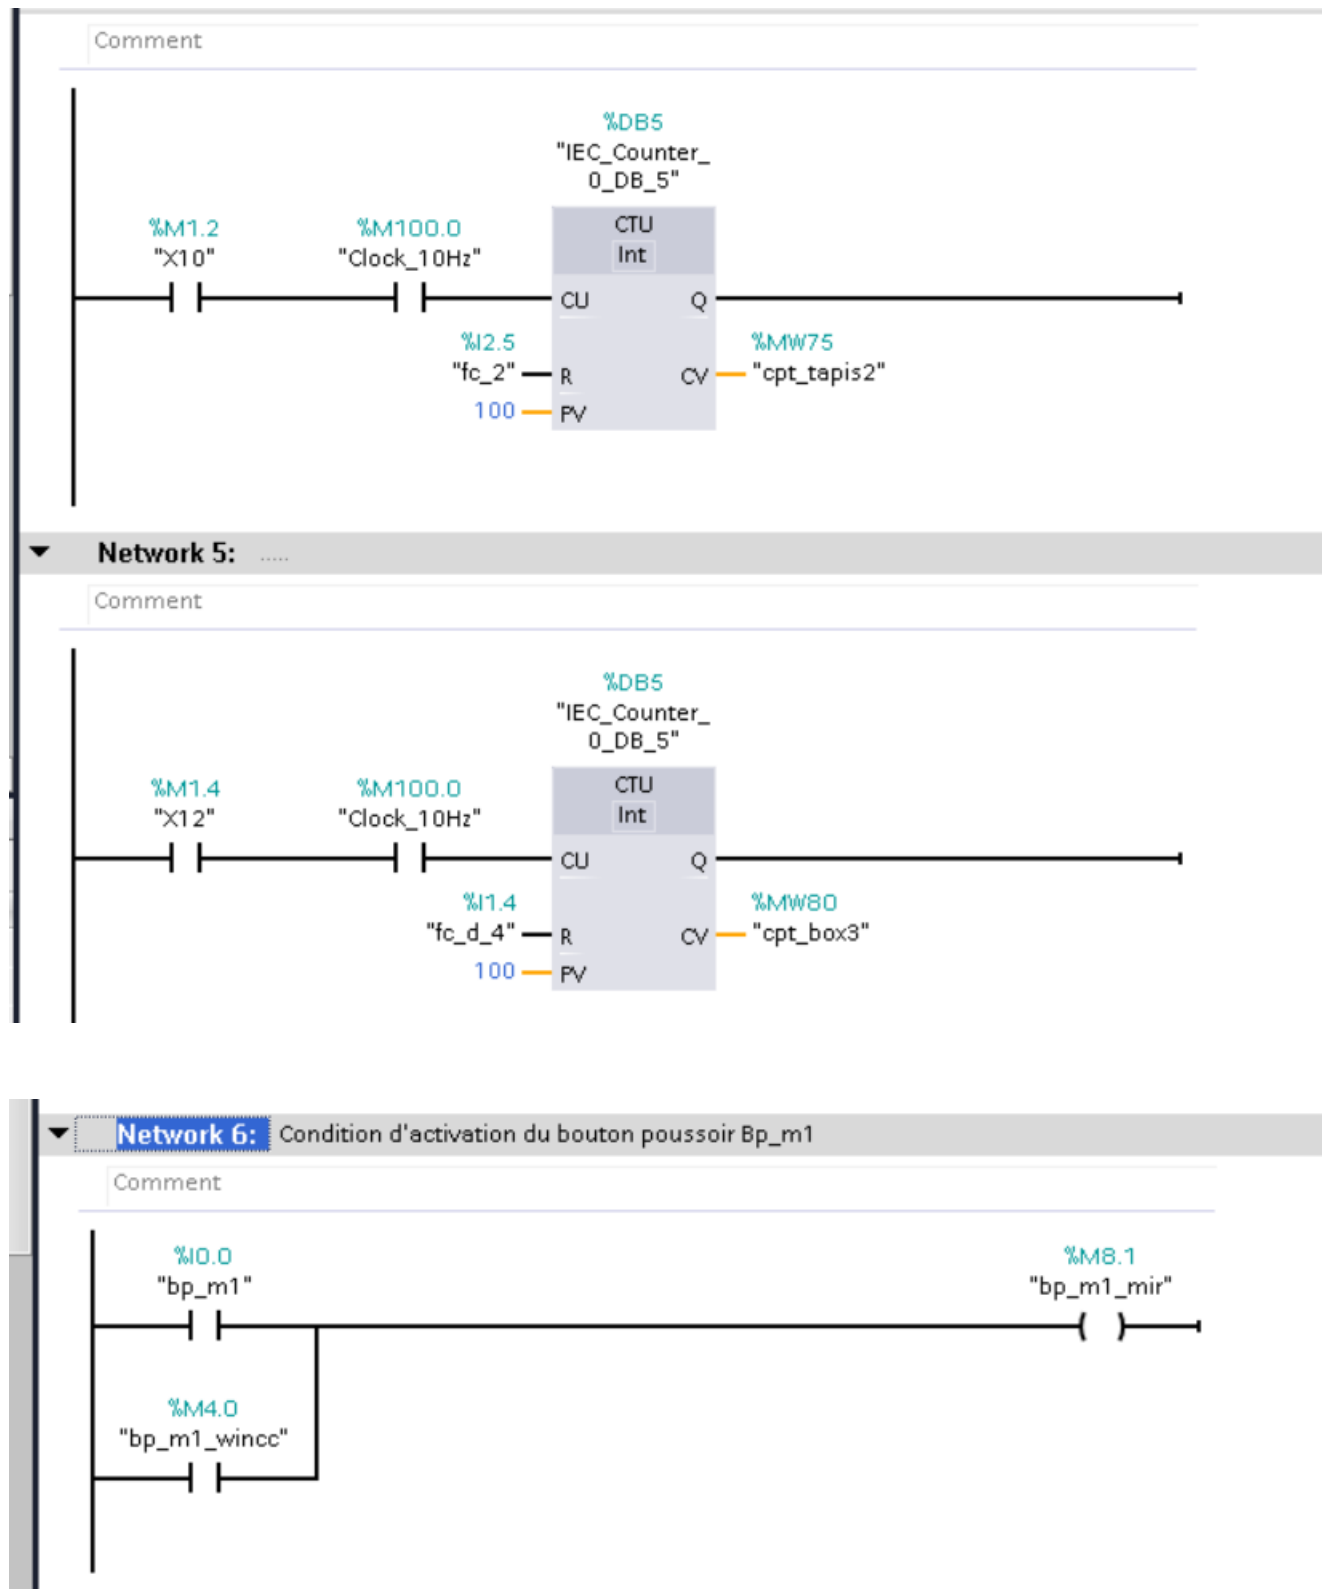 Comment
%DB5
"IEC_Counter_
0_DB_5"
%M1.2
"X10"
%M100.0
"Clock_10Hz"
CTU
Int
CU
Q
%I2.5
"fc_2"
R
CV
%MW75
"cpt_tapis2"
100
PV
Network 5: .....
Comment
%DB5
"IEC_Counter_
0_DB_5"
%M1.4
"X12"
%M100.0
"Clock_10Hz"
CTU
Int
CU
Q
%I1.4
"fc_d_4"
R
CV
%MW80
"cpt_box3"
100
PV
Network 6: Condition d'activation du bouton poussoir Bp_m1
Comment
%I0.0
"bp_m1"
%M8.1
"bp_m1_mir"
%M4.0
"bp_m1_wincc"